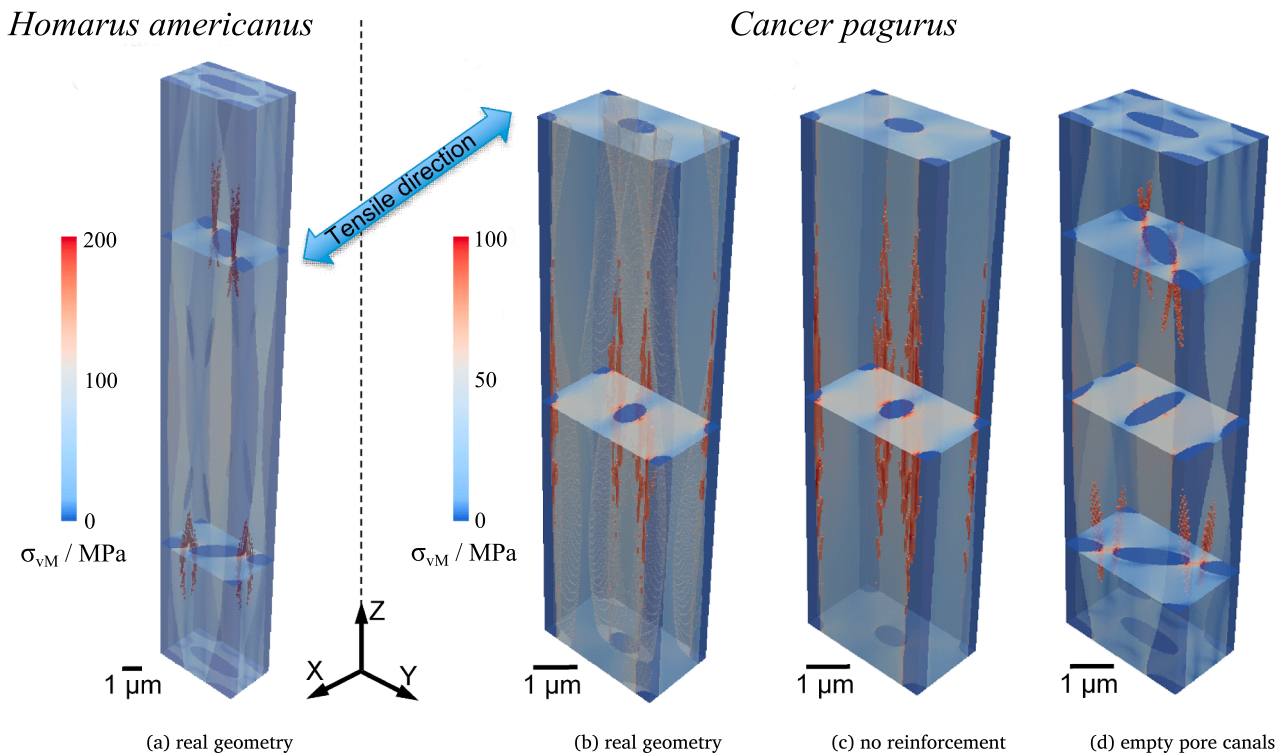 Homarus americanus
Cancer pagurus
Tensile direction
200
100
0
σvM / MPa
100
50
0
σvM / MPa
Z
X
Y
1 µm
1 µm
1 µm
1 µm
(a) real geometry
(b) real geometry
(c) no reinforcement
(d) empty pore canals